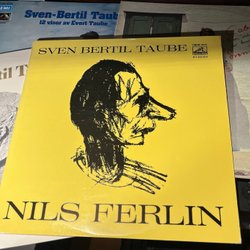 Sven-Bertil Taube
12 visor av Evert Taube
SVEN BERTIL TAUBE
NILS FERLIN